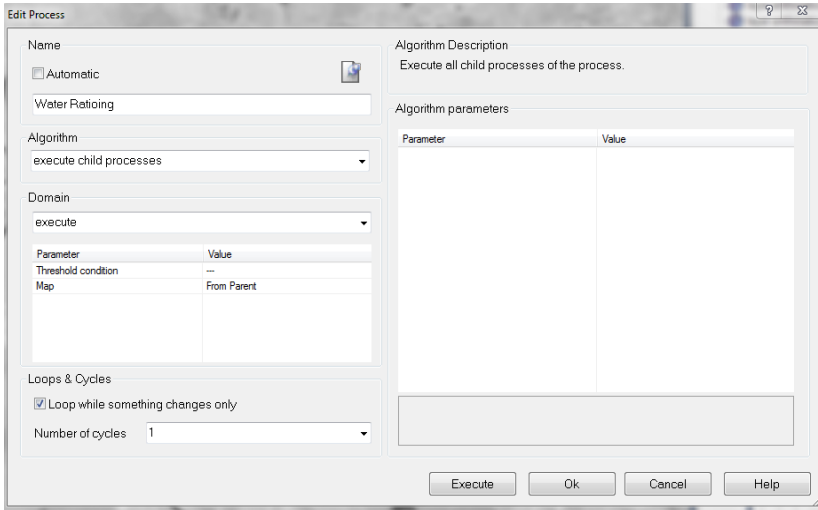 Edit Process
Name
Automatic
Water Ratioing
Algorithm
execute child processes
Domain
execute
Parameter Value
Threshold condition ---
Map From Parent
Loops & Cycles
Loop while something changes only
Number of cycles 1
Algorithm Description
Execute all child processes of the process.
Algorithm parameters
Parameter Value
Execute Ok Cancel Help